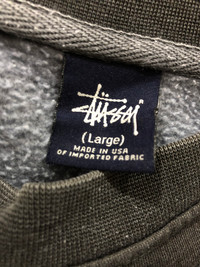 Stüssy
(Large)
MADE IN USA
OF IMPORTED FABRIC